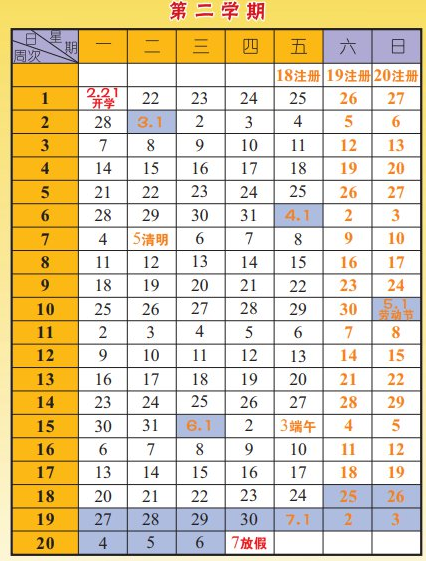 第二学期
日 星期 周次 一 二 三 四 五 六 日
18注册 19注册 20注册
1 2.21开学 22 23 24 25 26 27
2 28 3.1 2 3 4 5 6
3 7 8 9 10 11 12 13
4 14 15 16 17 18 19 20
5 21 22 23 24 25 26 27
6 28 29 30 31 4.1 2 3
7 4 5清明 6 7 8 9 10
8 11 12 13 14 15 16 17
9 18 19 20 21 22 23 24
10 25 26 27 28 29 30 5.1劳动节
11 2 3 4 5 6 7 8
12 9 10 11 12 13 14 15
13 16 17 18 19 20 21 22
14 23 24 25 26 27 28 29
15 30 31 6.1 2 3端午 4 5
16 6 7 8 9 10 11 12
17 13 14 15 16 17 18 19
18 20 21 22 23 24 25 26
19 27 28 29 30 7.1 2 3
20 4 5 6 7放假